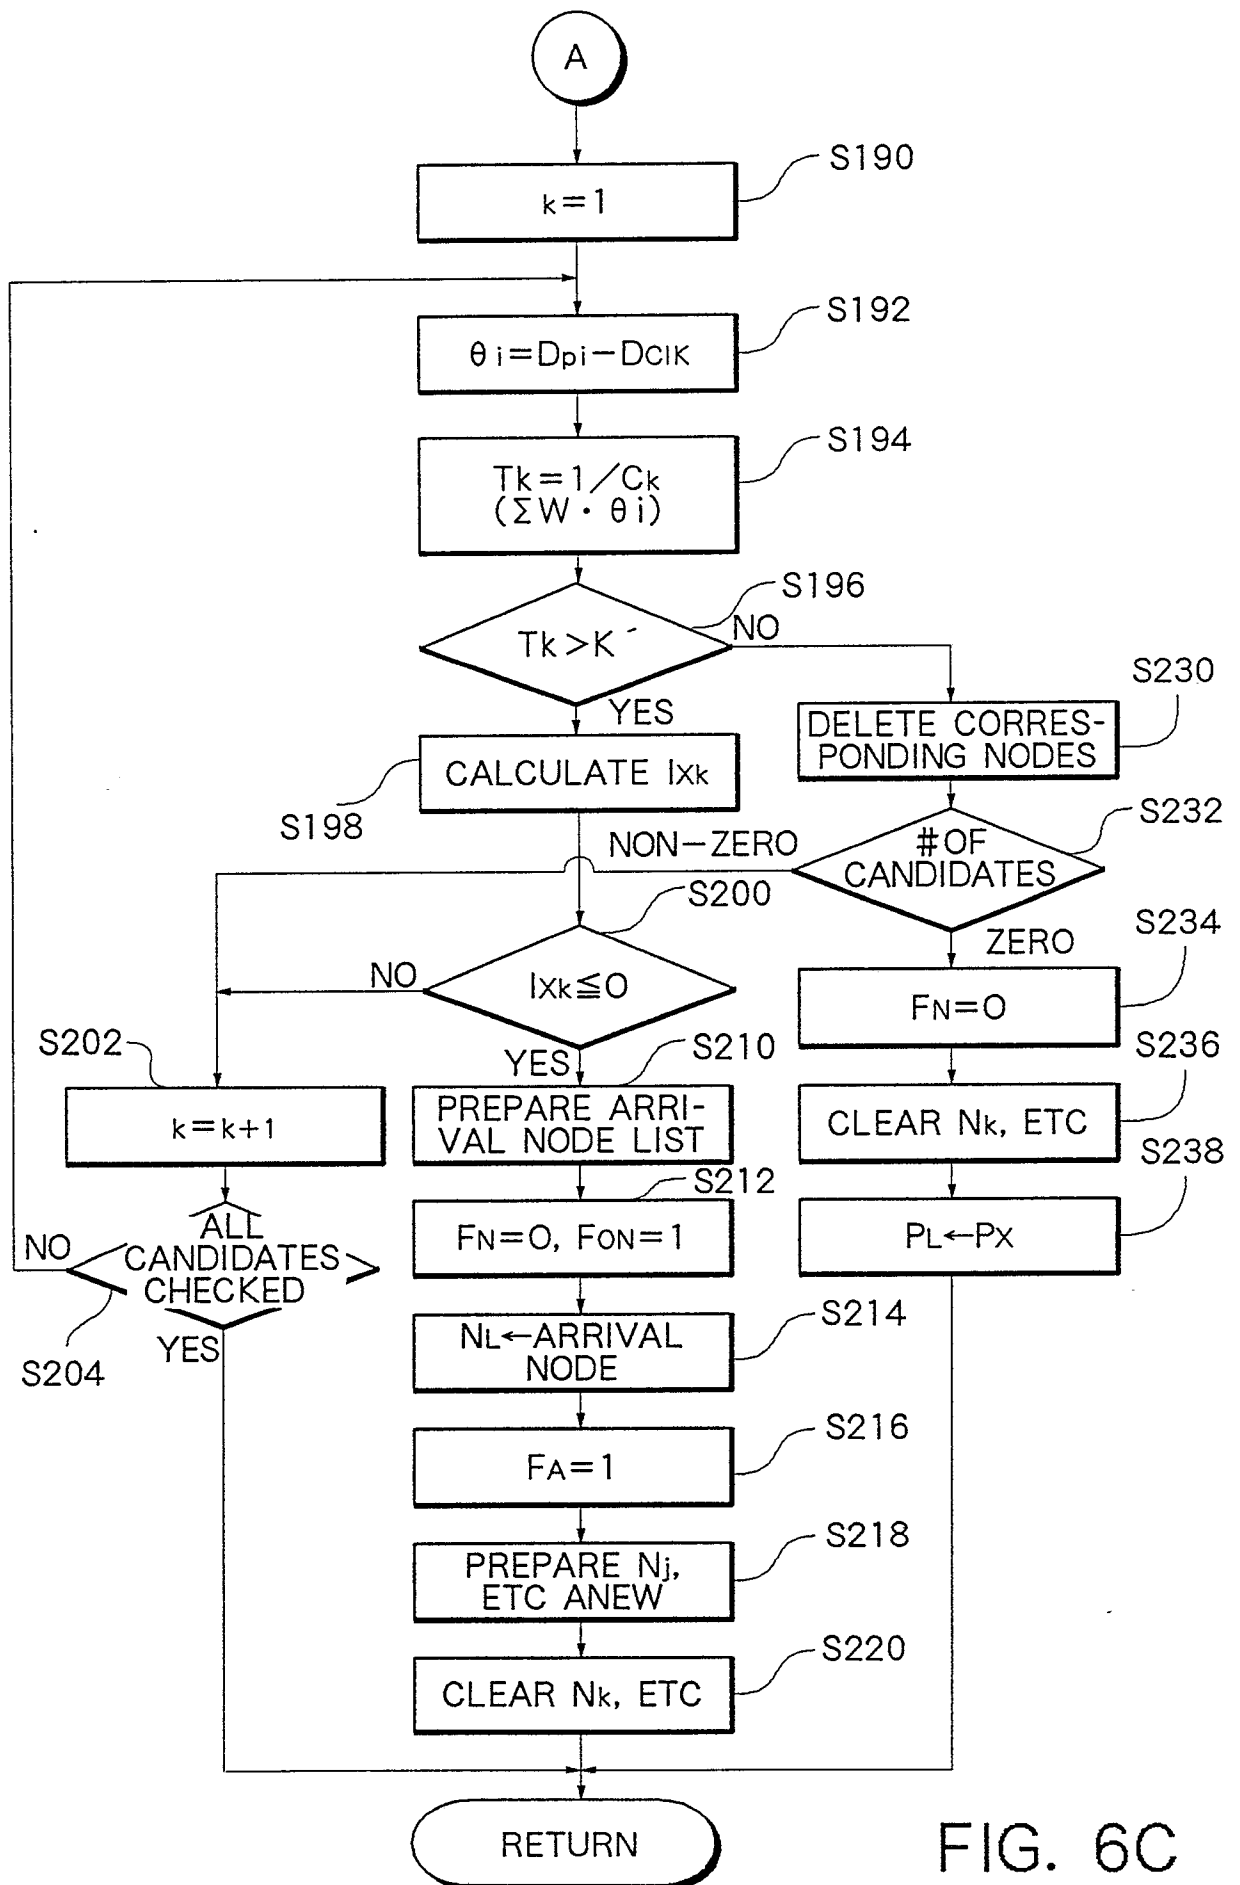 A
S190
k=1
S192
θi=Dpi-DCIK
S194
Tk=1/Ck
(ΣW・θi)
S196
Tk>K
NO
YES
S230
DELETE CORRES-
PONDING NODES
CALCULATE Ixk
S198
S232
#OF
CANDIDATES
NON-ZERO
S200
ZERO
S234
NO
Ixk≦0
FN=0
S202
YES
S210
S236
k=k+1
PREPARE ARRI-
VAL NODE LIST
CLEAR Nk, ETC
S238
S212
ALL
CANDIDATES
CHECKED
NO
FN=0, FON=1
PL←PX
S204
YES
S214
NL←ARRIVAL
NODE
S216
FA=1
S218
PREPARE Nj,
ETC ANEW
S220
CLEAR Nk, ETC
RETURN
FIG. 6C